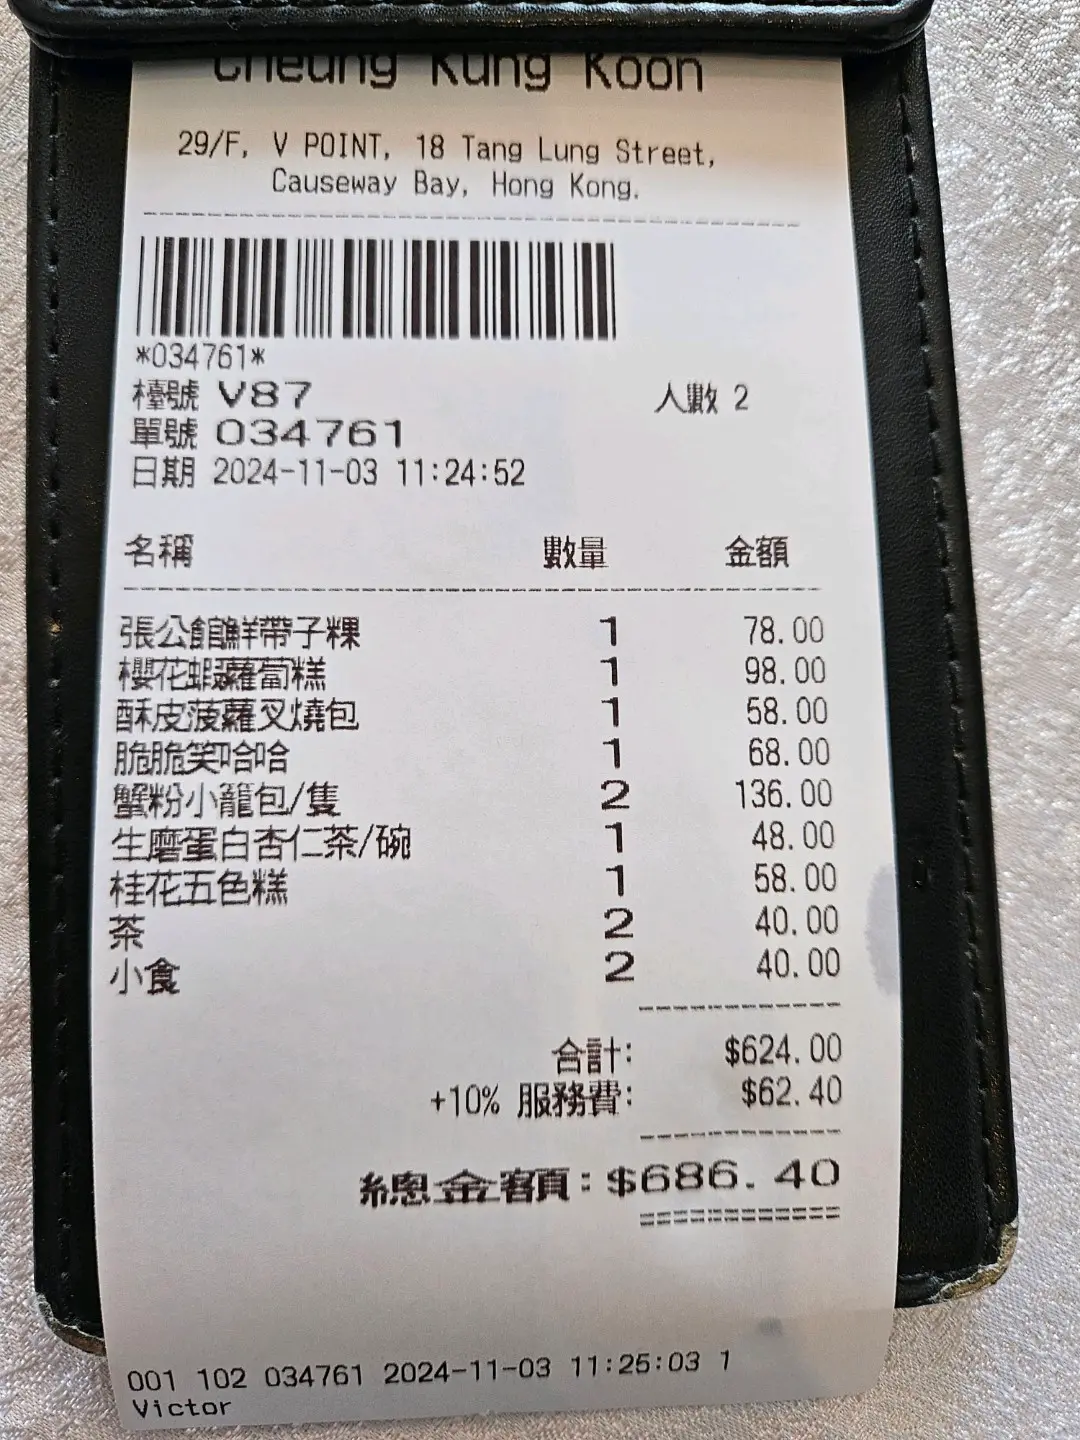 Cheung Kung Koon
29/F, V POINT, 18 Tang Lung Street,
Causeway Bay, Hong Kong.
*034761*
檯號 V87 人數 2
單號 034761
日期 2024-11-03 11:24:52
名稱 數量 金額
張公館鮮帶子粿 1 78.00
櫻花蝦蘿蔔糕 1 98.00
酥皮菠蘿叉燒包 1 58.00
脆脆笑哈哈 1 68.00
蟹粉小籠包/隻 2 136.00
生磨蛋白杏仁茶/碗 1 48.00
桂花五色糕 1 58.00
茶 2 40.00
小食 2 40.00
合計: $624.00
+10% 服務費: $62.40
總金額: $686.40
001 102 034761 2024-11-03 11:25:03 1
Victor